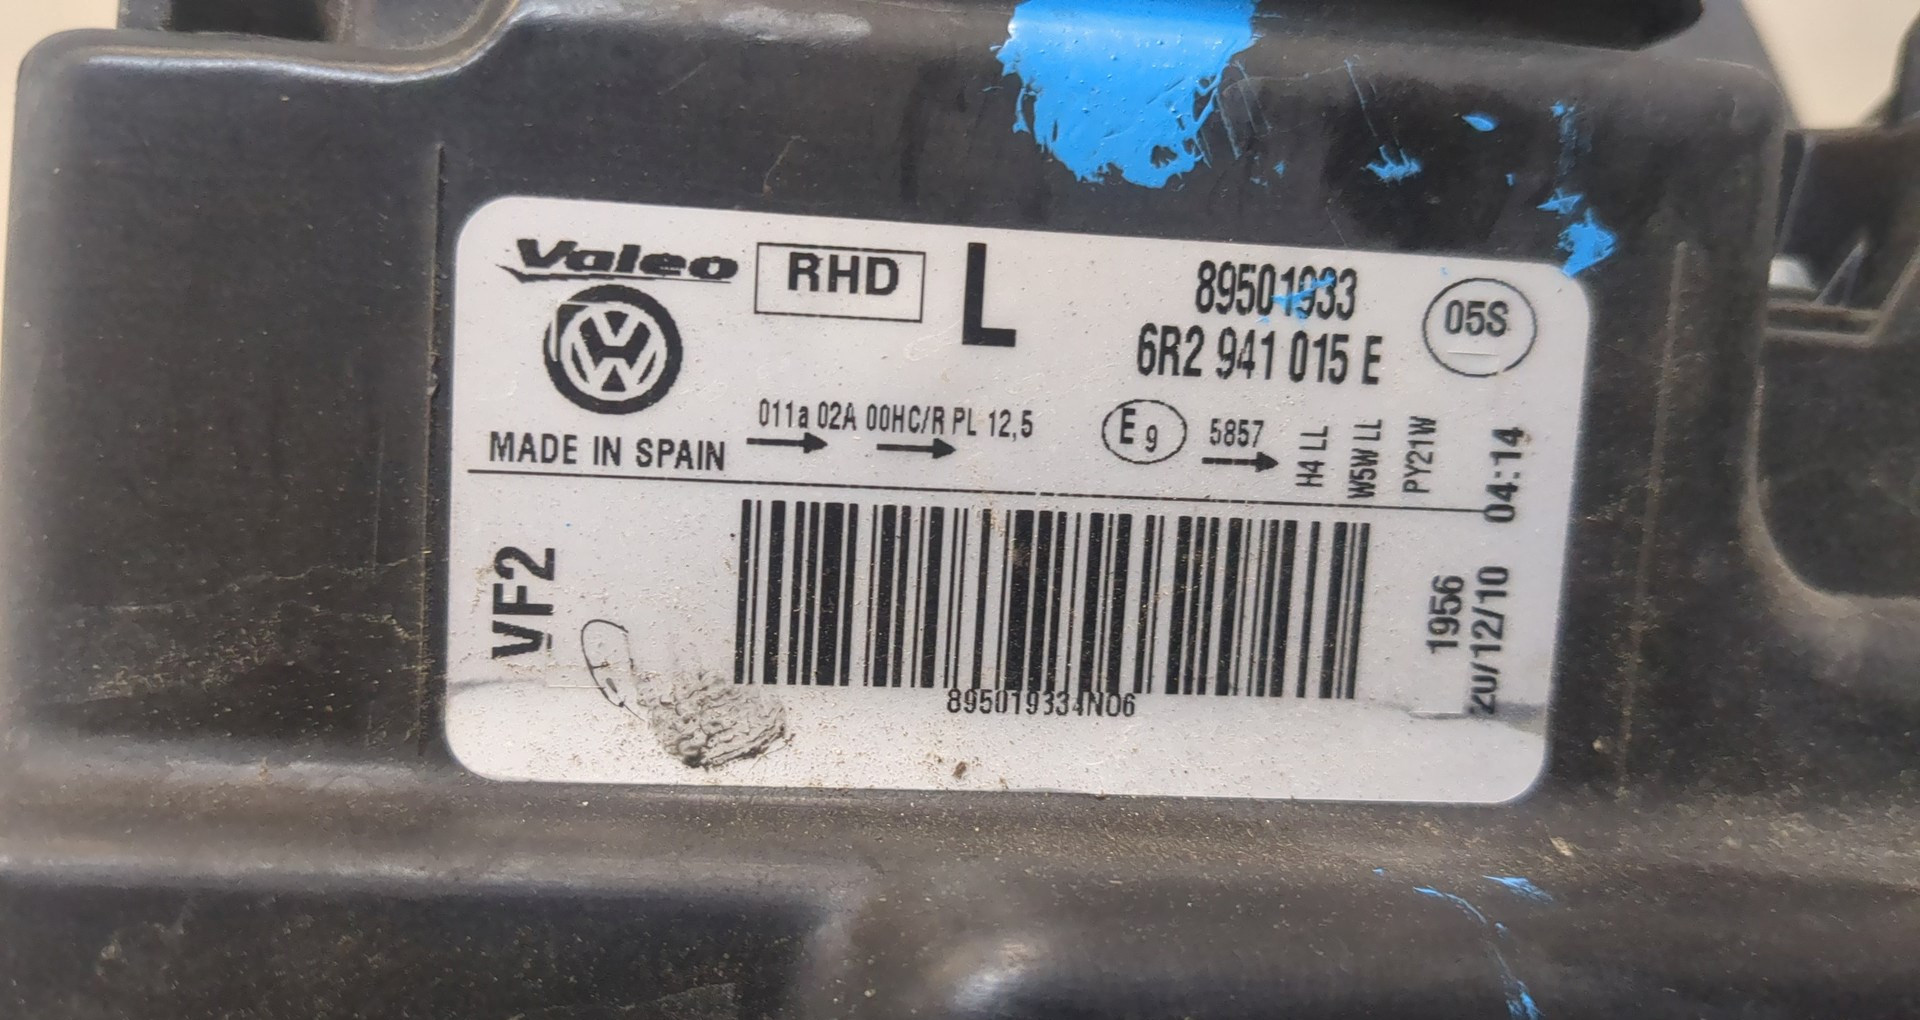 Valeo RHD L 89501933 05S
6R2 941 015 E
011a 02A 00HC/R PL 12,5 E9 5857
H4 LL
W5W LL
PY21W
MADE IN SPAIN
VF2
895019334N06
1956
20/12/10 04:14